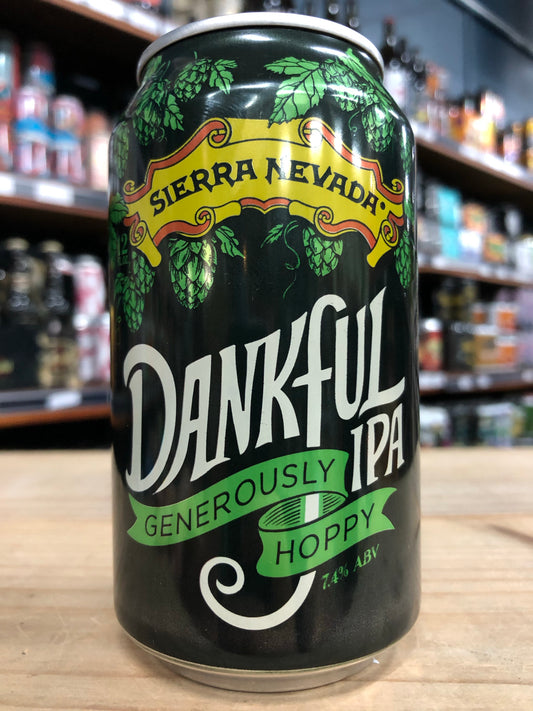 SIERRA NEVADA®
DANKFUL
IPA
GENEROUSLY
HOPPY
7.4% ABV